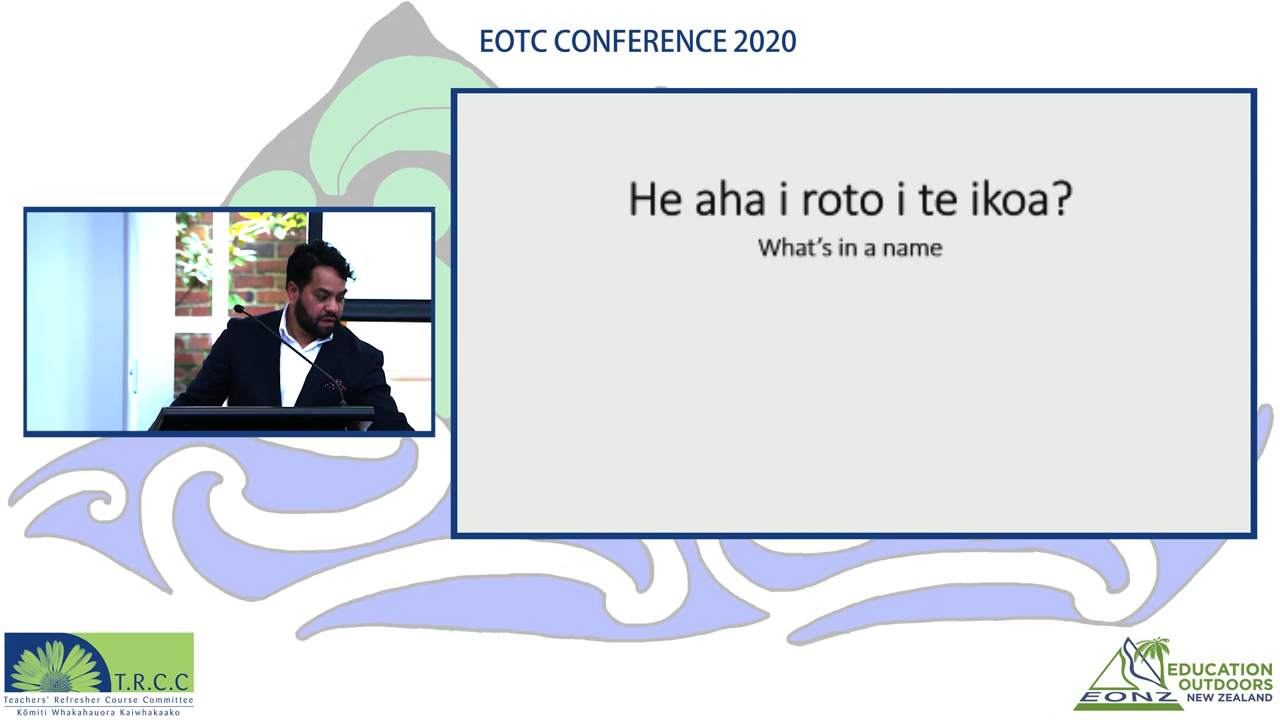 EOTC CONFERENCE 2020
He aha i roto i te ikoa?
What's in a name
T.R.C.C
Teachers' Refresher Course Committee
Kōmiti Whakahauora Kaiwhakaako
EONZ
EDUCATION
OUTDOORS
NEW ZEALAND